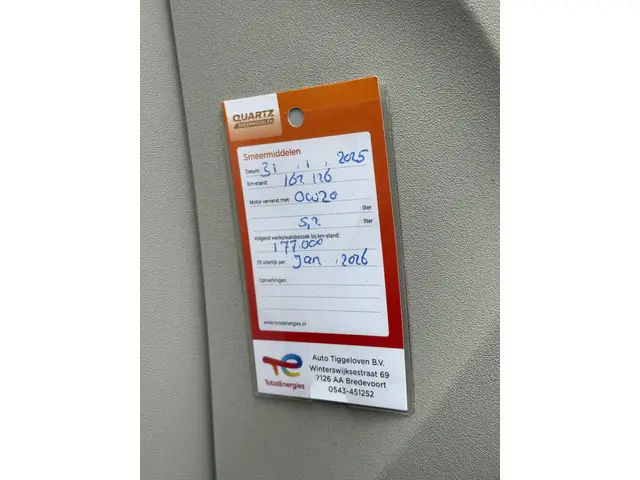 QUARTZ
SMEERMIDDELEN
Smeermiddelen
Datum: 31 , 1 , 2025
Km-stand: 162 126
Motor ververst met: 0W20
: liter
5,2 : liter
Volgend werkplaatsbezoek bij km-stand:
177.000
Of uiterlijk per: Jan , 2026
Opmerkingen:
www.totalenergies.nl
TotalEnergies
Auto Tiggeloven B.V.
Winterswijksestraat 69
7126 AA Bredevoort
0543-451252